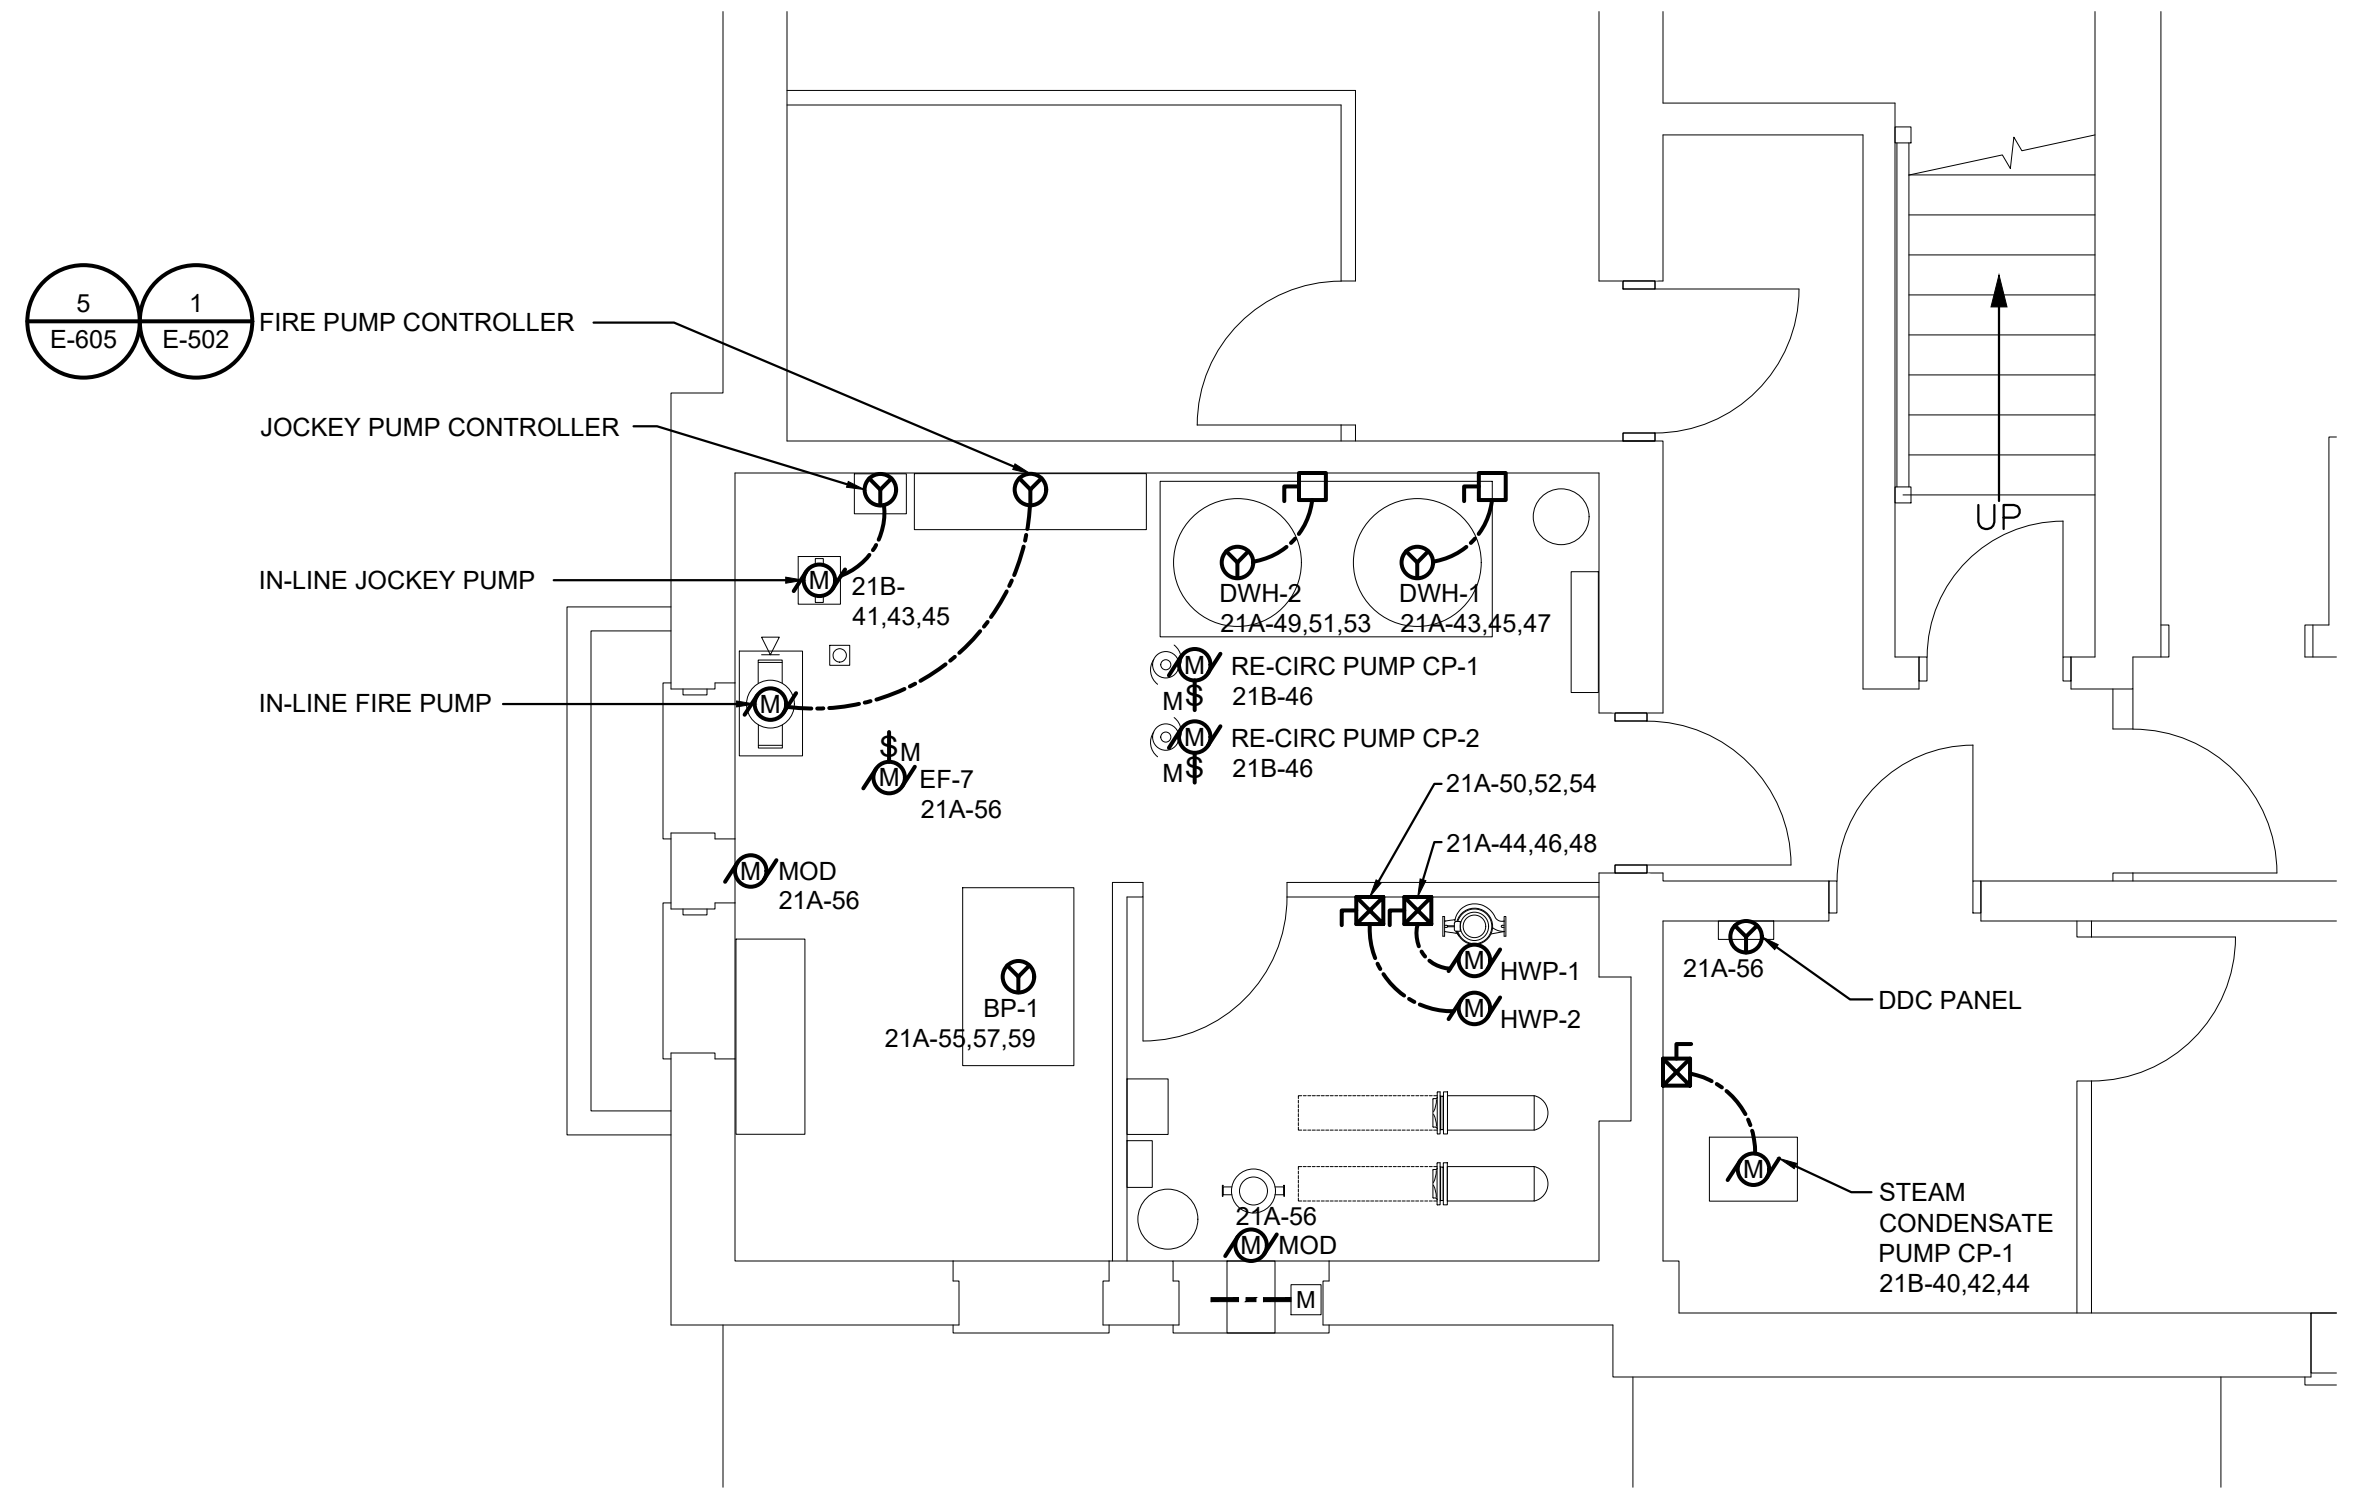 5
E-605
1
E-502
FIRE PUMP CONTROLLER
JOCKEY PUMP CONTROLLER
IN-LINE JOCKEY PUMP
IN-LINE FIRE PUMP
UP
M
21B-
41,43,45
M
DWH-2
21A-49,51,53
DWH-1
21A-43,45,47
M
RE-CIRC PUMP CP-1
21B-46
M$
M
RE-CIRC PUMP CP-2
21B-46
M$
$M
M
EF-7
21A-56
21A-50,52,54
21A-44,46,48
M
MOD
21A-56
M
HWP-1
M
HWP-2
BP-1
21A-55,57,59
21A-56
DDC PANEL
M
STEAM
CONDENSATE
PUMP CP-1
21B-40,42,44
21A-56
M
MOD
M